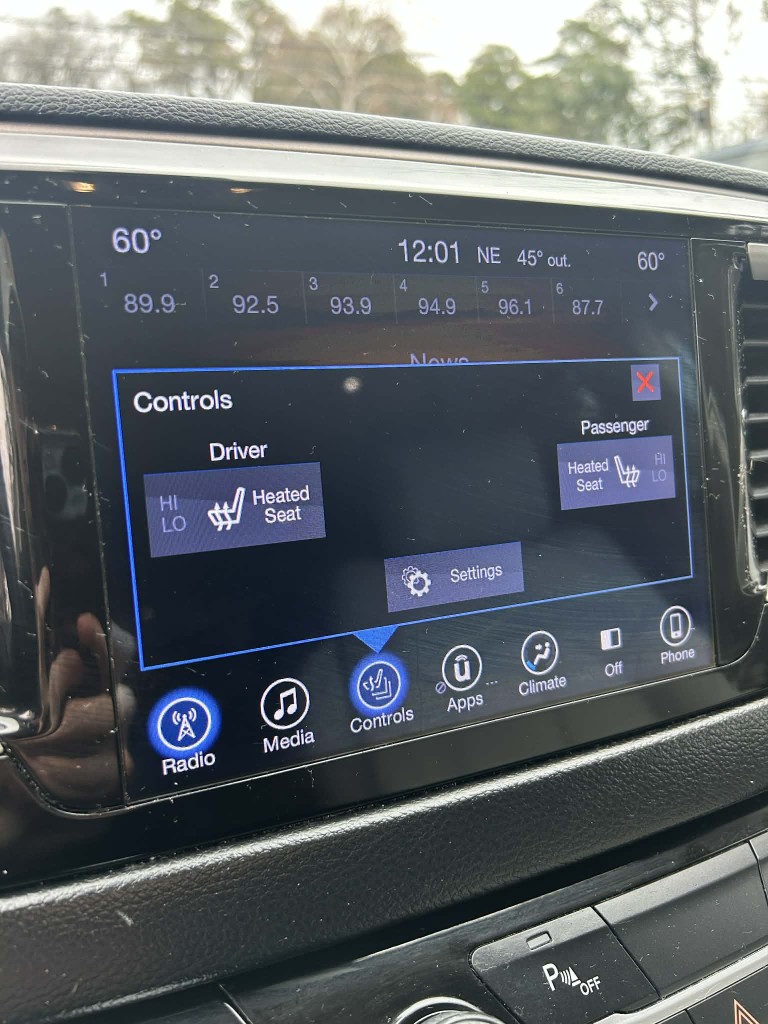 60° 12:01 NE 45° out. 60°
1 89.9 2 92.5 3 93.9 4 94.9 5 96.1 6 87.7 >
News
Controls X
Driver Passenger
HI LO Heated Seat
Heated Seat HI LO
Settings
Radio Media Controls Apps Climate Off Phone
P OFF